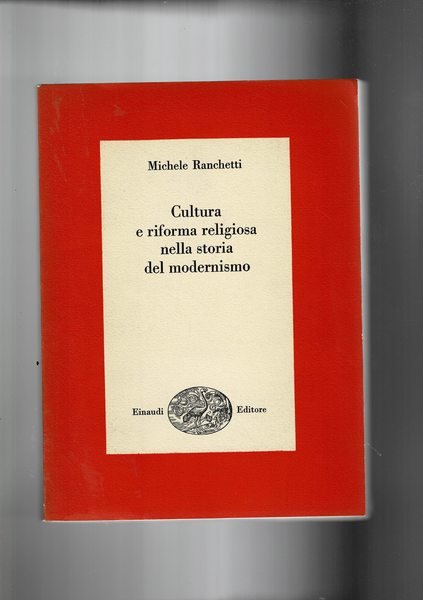 Michele Ranchetti
Cultura
e riforma religiosa
nella storia
del modernismo
Einaudi Editore